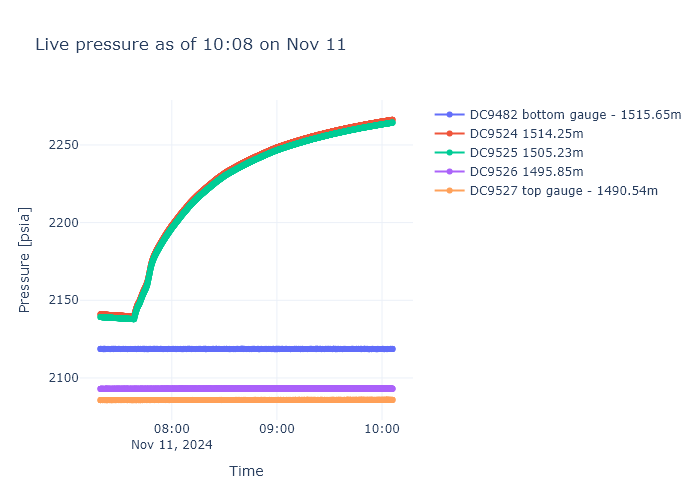 Live pressure as of 10:08 on Nov 11
DC9482 bottom gauge - 1515.65m
DC9524 1514.25m
DC9525 1505.23m
DC9526 1495.85m
DC9527 top gauge - 1490.54m
Pressure [psia]
2250
2200
2150
2100
08:00
09:00
10:00
Nov 11, 2024
Time